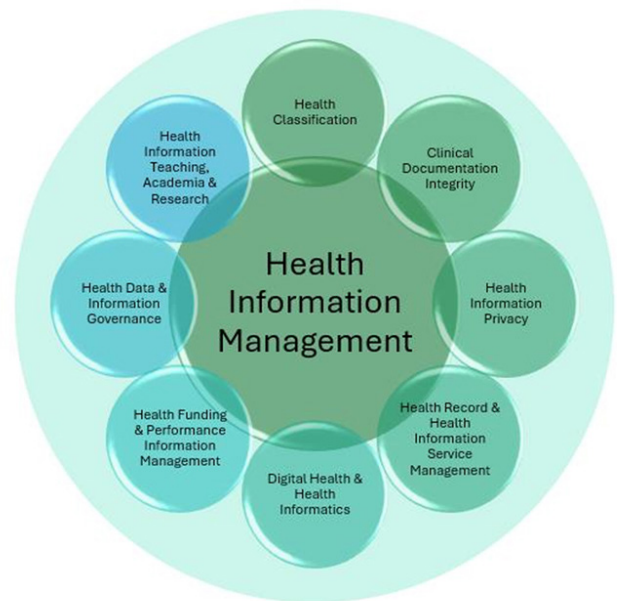 Health
Classification
Clinical
Documentation
Integrity
Health
Information
Privacy
Health Record &
Health
Information
Service
Management
Digital Health &
Health
Informatics
Health Funding
& Performance
Information
Management
Health Data &
Information
Governance
Health
Information
Teaching,
Academia &
Research
Health
Information
Management